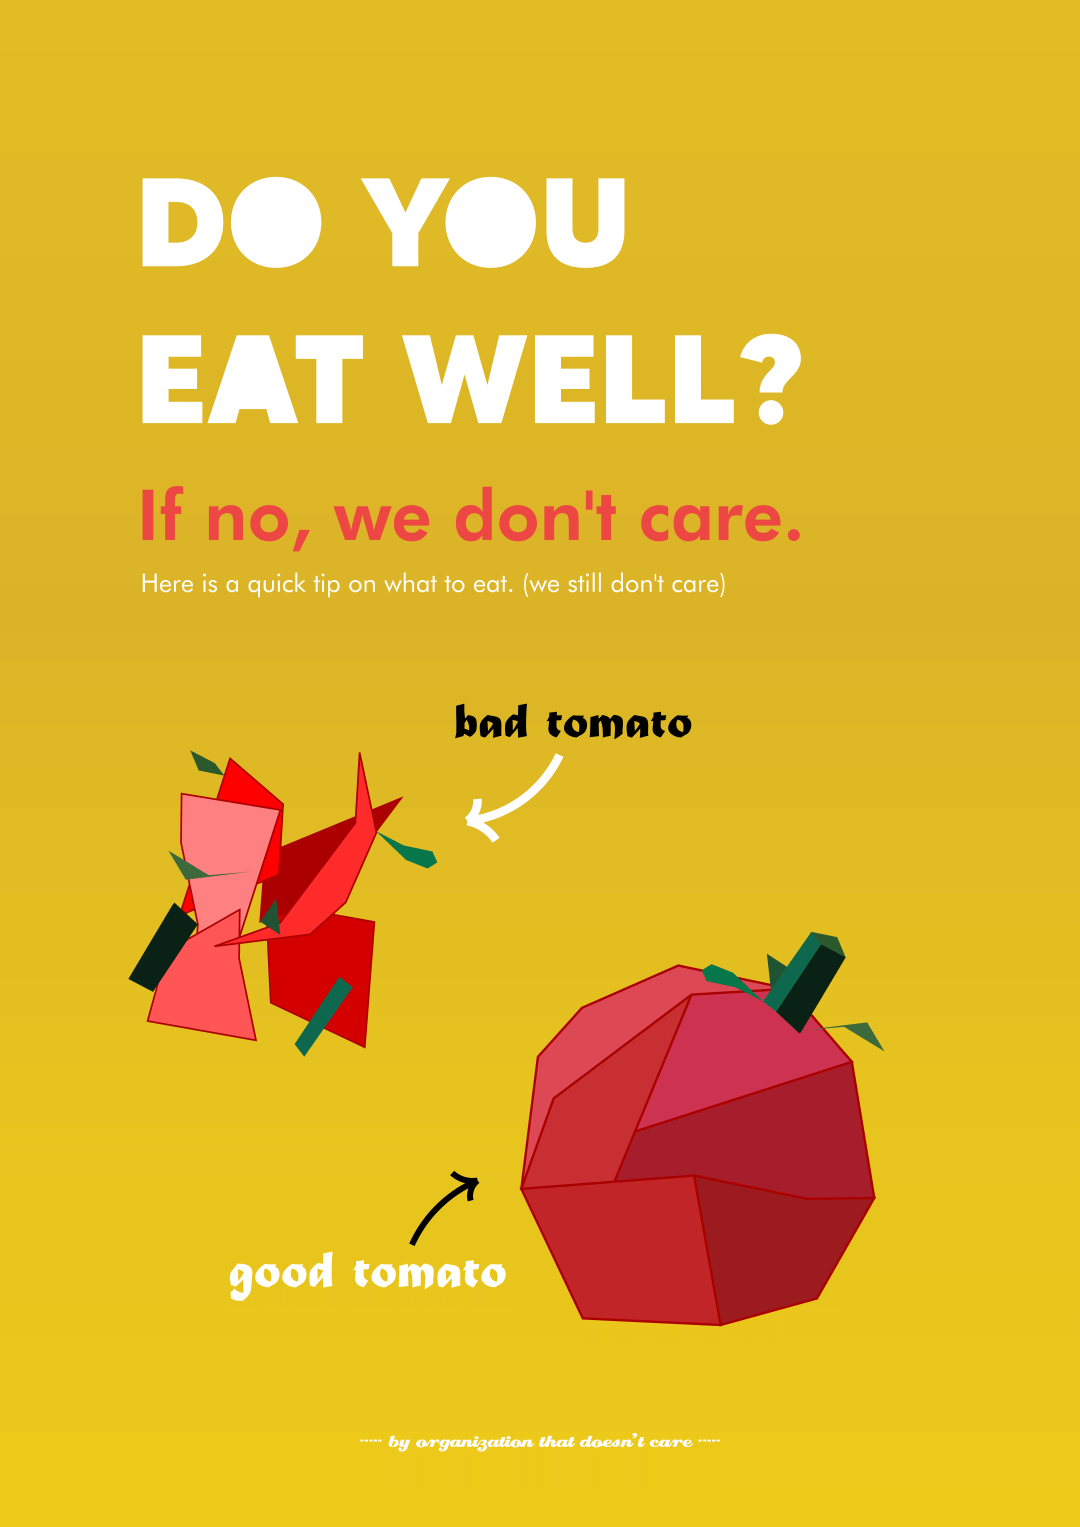 DO YOU
EAT WELL?
If no, we don't care.
Here is a quick tip on what to eat. (we still don't care)
bad tomato
good tomato
----- by organization that doesn't care -----